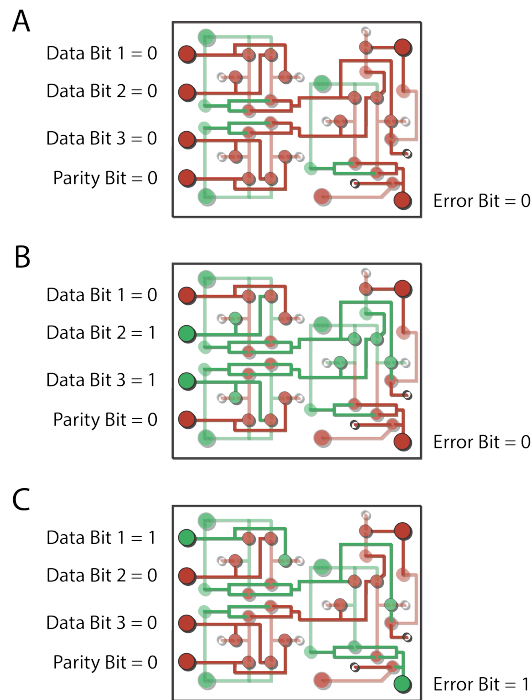 A
Data Bit 1 = 0
Data Bit 2 = 0
Data Bit 3 = 0
Parity Bit = 0
Error Bit = 0
B
Data Bit 1 = 0
Data Bit 2 = 1
Data Bit 3 = 1
Parity Bit = 0
Error Bit = 0
C
Data Bit 1 = 1
Data Bit 2 = 0
Data Bit 3 = 0
Parity Bit = 0
Error Bit = 1